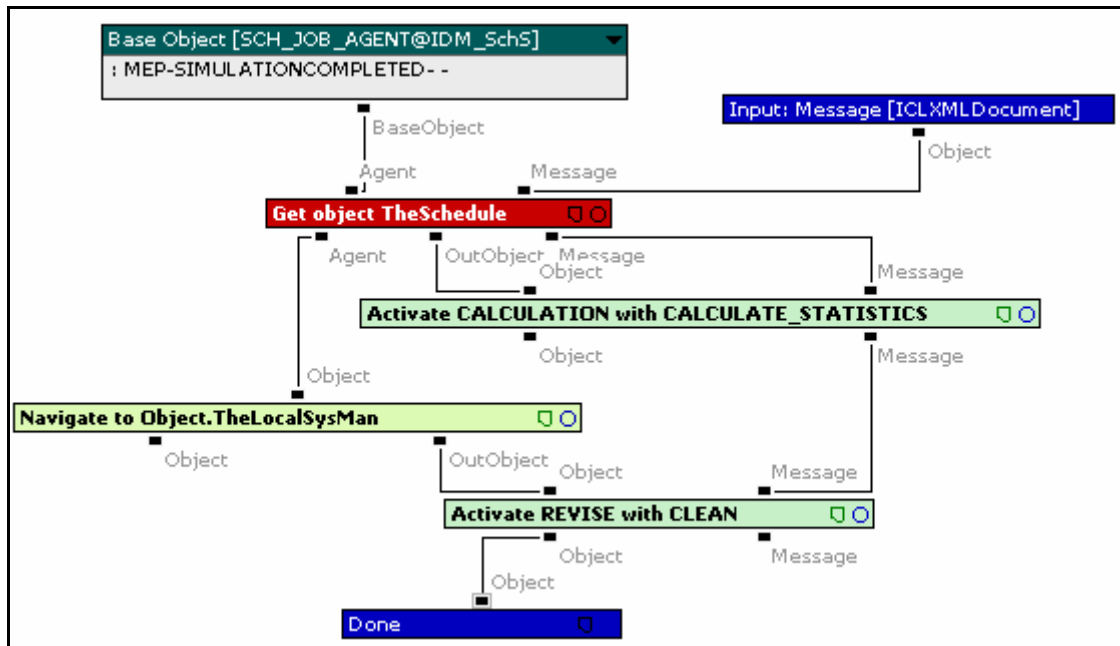 Base Object [SCH_JOB_AGENT@IDM_SchS]
: MEP-SIMULATIONCOMPLETED- -
Input: Message [ICLXMLDocument]
BaseObject
Object
Agent
Message
Get object TheSchedule
Agent
OutObject
Message
Object
Message
Activate CALCULATION with CALCULATE_STATISTICS
Object
Message
Object
Navigate to Object.TheLocalSysMan
Object
OutObject
Object
Message
Activate REVISE with CLEAN
Object
Message
Object
Done